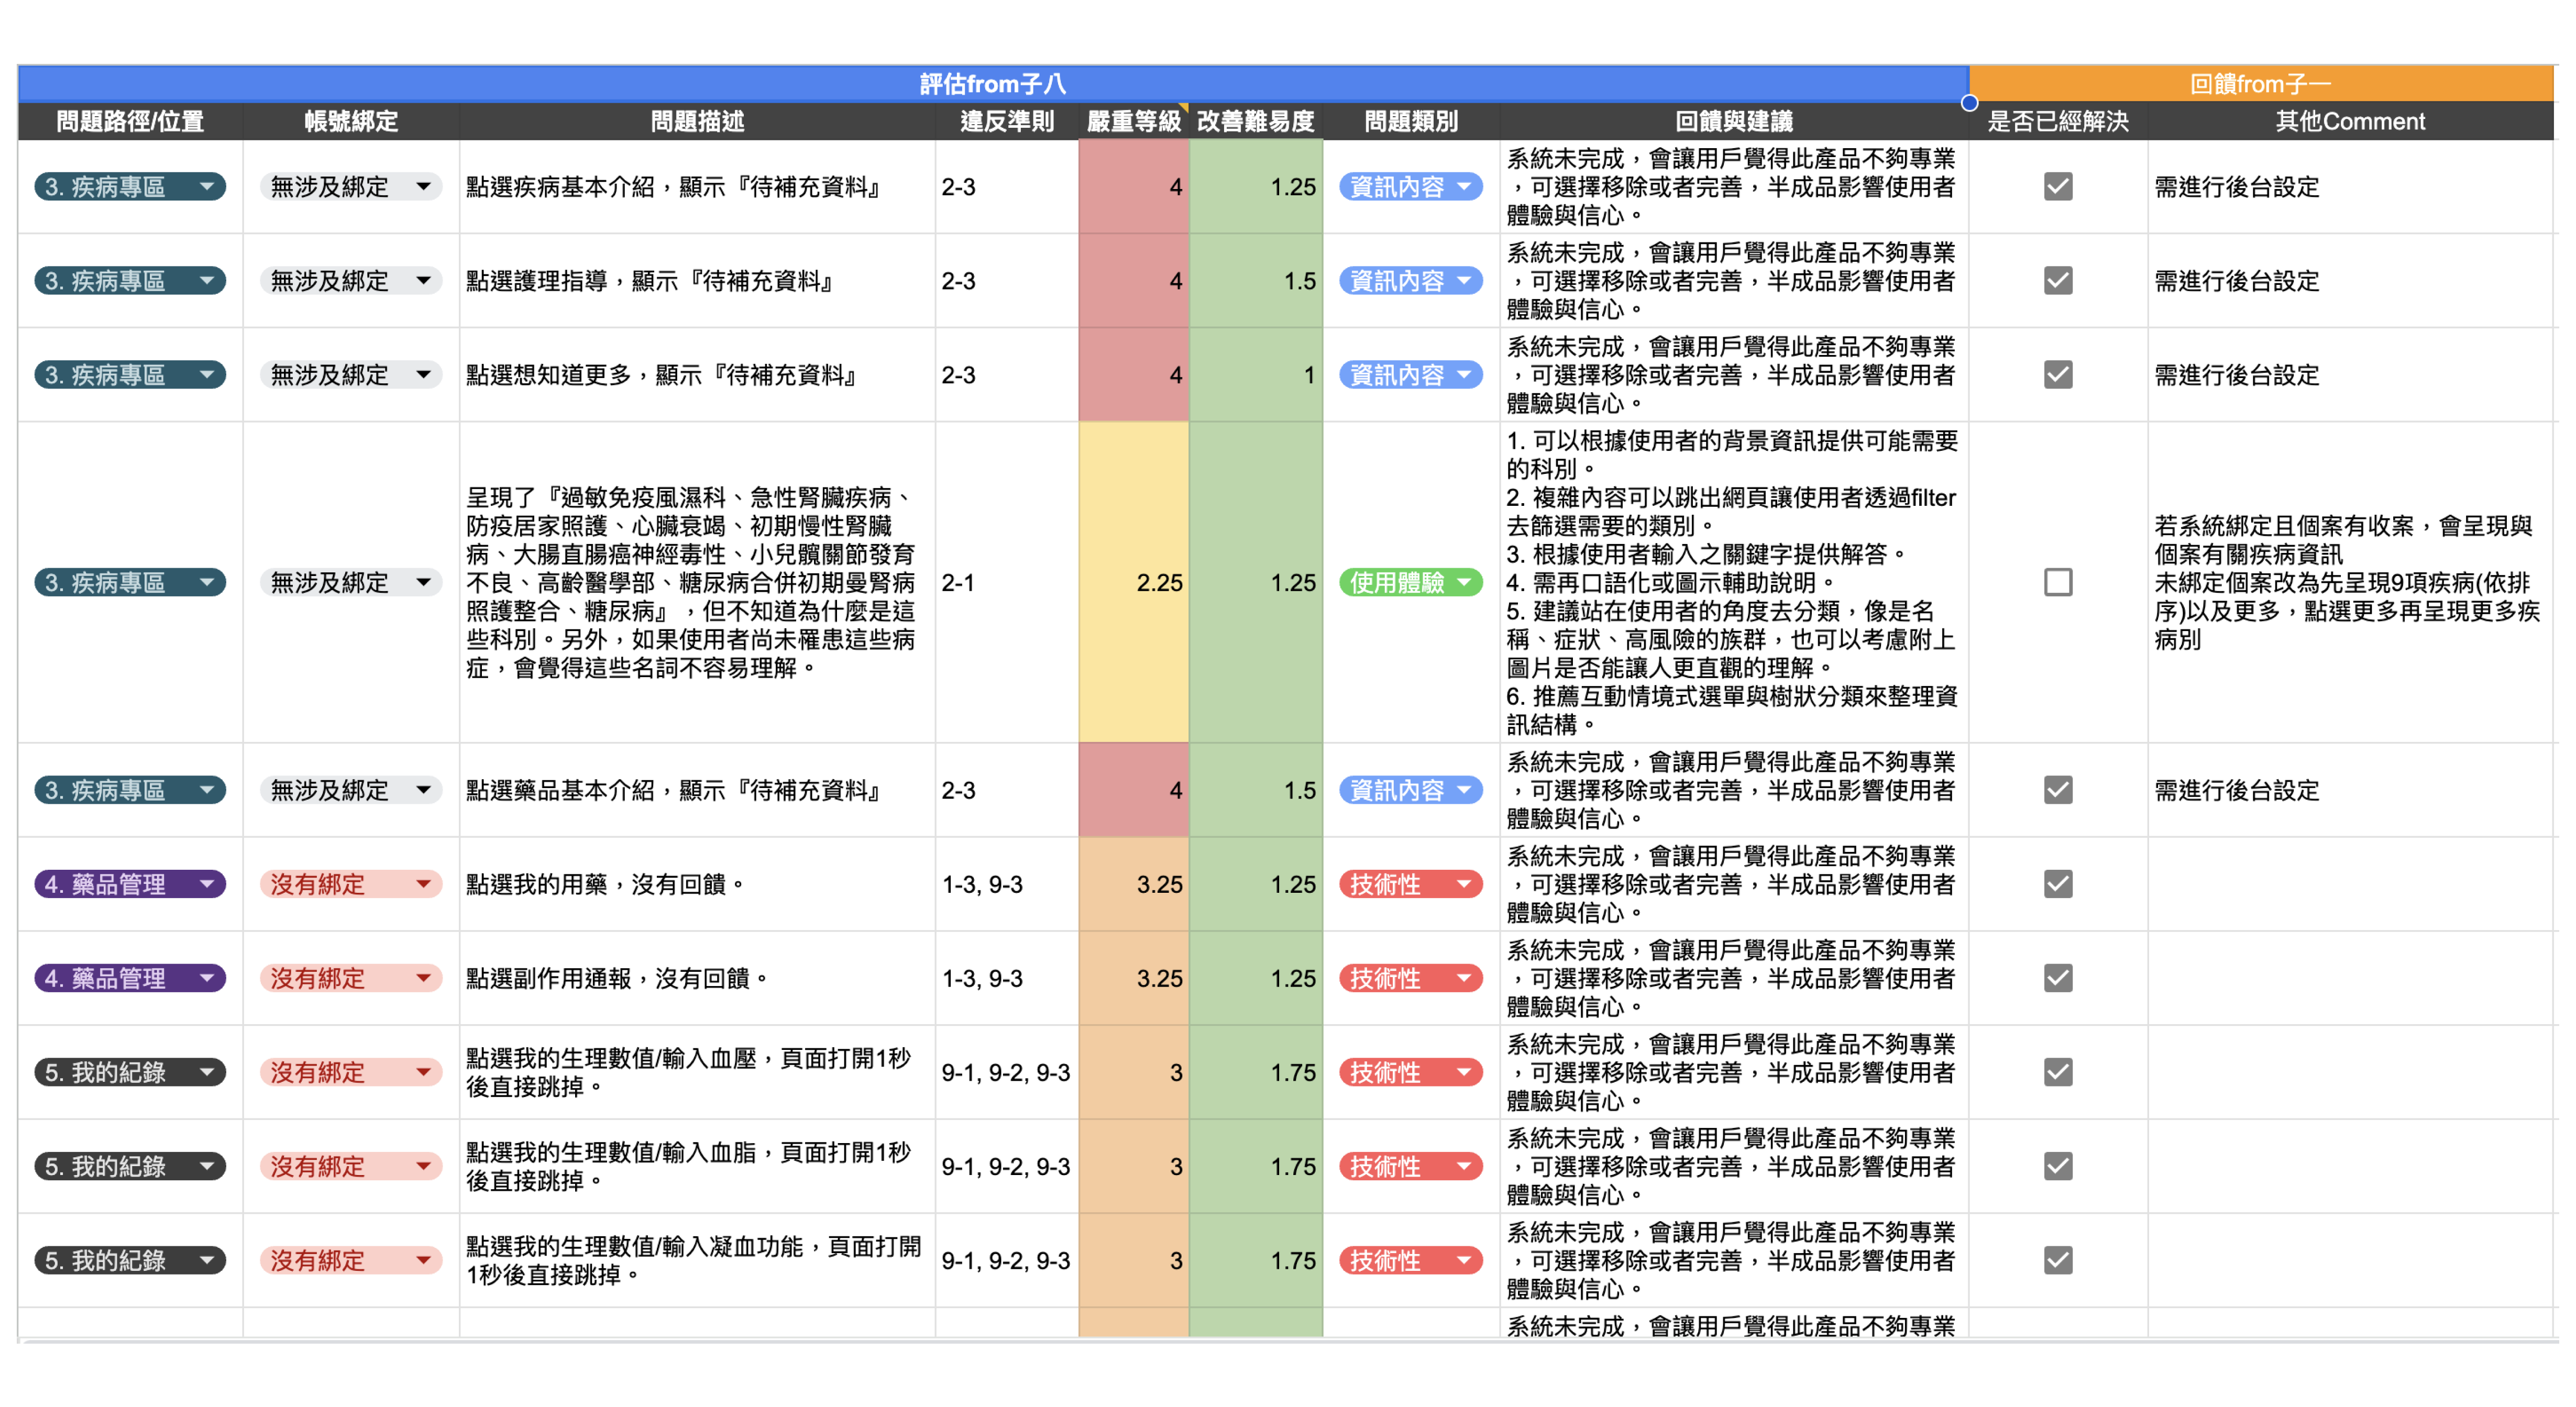 評估from子八
回饋from子一
問題路徑/位置 帳號綁定 問題描述 違反準則 嚴重等級 改善難易度 問題類別 回饋與建議 是否已經解決 其他Comment
3. 疾病專區 無涉及綁定 點選疾病基本介紹，顯示『待補充資料』 2-3 4 1.25 資訊內容
系統未完成，會讓用戶覺得此產品不夠專業
，可選擇移除或者完善，半成品影響使用者
體驗與信心。
需進行後台設定
3. 疾病專區 無涉及綁定 點選護理指導，顯示『待補充資料』 2-3 4 1.5 資訊內容
系統未完成，會讓用戶覺得此產品不夠專業
，可選擇移除或者完善，半成品影響使用者
體驗與信心。
需進行後台設定
3. 疾病專區 無涉及綁定 點選想知道更多，顯示『待補充資料』 2-3 4 1 資訊內容
系統未完成，會讓用戶覺得此產品不夠專業
，可選擇移除或者完善，半成品影響使用者
體驗與信心。
需進行後台設定
3. 疾病專區 無涉及綁定
呈現了『過敏免疫風濕科、急性腎臟疾病、
防疫居家照護、心臟衰竭、初期慢性腎臟
病、大腸直腸癌神經毒性、小兒髖關節發育
不良、高齡醫學部、糖尿病合併初期曼腎病
照護整合、糖尿病』，但不知道為什麼是這
些科別。另外，如果使用者尚未罹患這些病
症，會覺得這些名詞不容易理解。
2-1 2.25 1.25 使用體驗
1. 可以根據使用者的背景資訊提供可能需要
的科別。
2. 複雜內容可以跳出網頁讓使用者透過filter
去篩選需要的類別。
3. 根據使用者輸入之關鍵字提供解答。
4. 需再口語化或圖示輔助說明。
5. 建議站在使用者的角度去分類，像是名
稱、症狀、高風險的族群，也可以考慮附上
圖片是否能讓人更直觀的理解。
6. 推薦互動情境式選單與樹狀分類來整理資
訊結構。
若系統綁定且個案有收案，會呈現與
個案有關疾病資訊
未綁定個案改為先呈現9項疾病(依排
序)以及更多，點選更多再呈現更多疾
病別
3. 疾病專區 無涉及綁定 點選藥品基本介紹，顯示『待補充資料』 2-3 4 1.5 資訊內容
系統未完成，會讓用戶覺得此產品不夠專業
，可選擇移除或者完善，半成品影響使用者
體驗與信心。
需進行後台設定
4. 藥品管理 沒有綁定 點選我的用藥，沒有回饋。 1-3, 9-3 3.25 1.25 技術性
系統未完成，會讓用戶覺得此產品不夠專業
，可選擇移除或者完善，半成品影響使用者
體驗與信心。
4. 藥品管理 沒有綁定 點選副作用通報，沒有回饋。 1-3, 9-3 3.25 1.25 技術性
系統未完成，會讓用戶覺得此產品不夠專業
，可選擇移除或者完善，半成品影響使用者
體驗與信心。
5. 我的紀錄 沒有綁定
點選我的生理數值/輸入血壓，頁面打開1秒
後直接跳掉。
9-1, 9-2, 9-3 3 1.75 技術性
系統未完成，會讓用戶覺得此產品不夠專業
，可選擇移除或者完善，半成品影響使用者
體驗與信心。
5. 我的紀錄 沒有綁定
點選我的生理數值/輸入血脂，頁面打開1秒
後直接跳掉。
9-1, 9-2, 9-3 3 1.75 技術性
系統未完成，會讓用戶覺得此產品不夠專業
，可選擇移除或者完善，半成品影響使用者
體驗與信心。
5. 我的紀錄 沒有綁定
點選我的生理數值/輸入凝血功能，頁面打開
1秒後直接跳掉。
9-1, 9-2, 9-3 3 1.75 技術性
系統未完成，會讓用戶覺得此產品不夠專業
，可選擇移除或者完善，半成品影響使用者
體驗與信心。
系統未完成，會讓用戶覺得此產品不夠專業